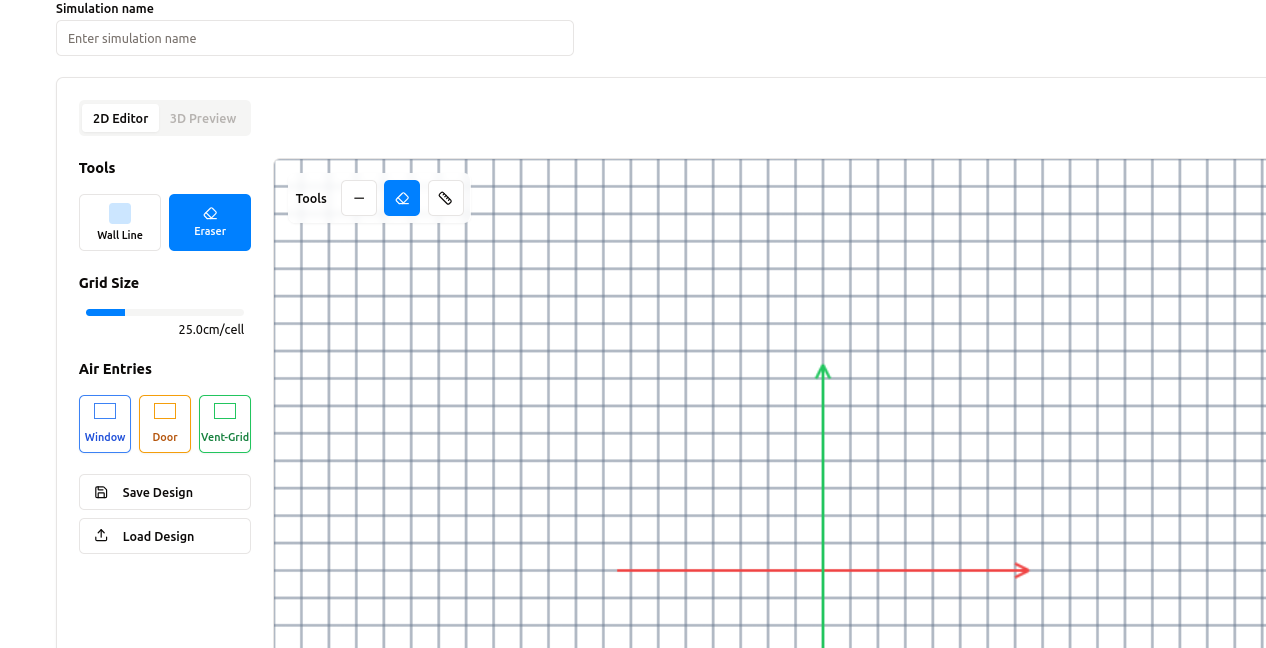 Simulation name
Enter simulation name
2D Editor
3D Preview
Tools
Wall Line
Eraser
Tools
Grid Size
25.0cm/cell
Air Entries
Window
Door
Vent-Grid
Save Design
Load Design